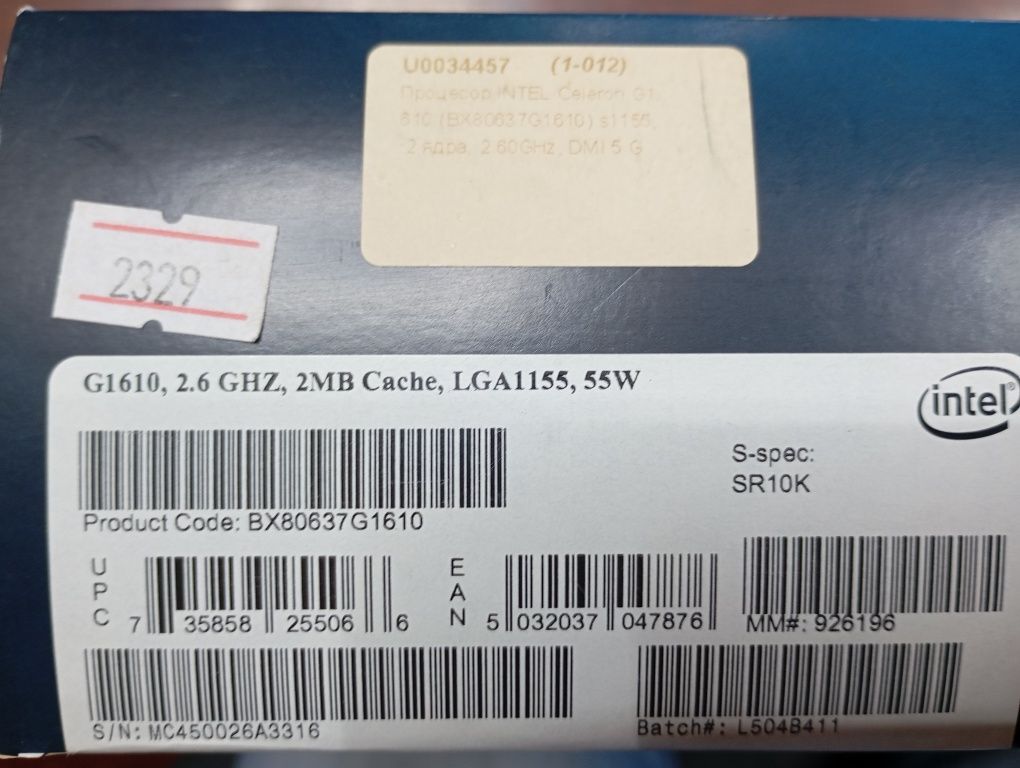 U0034457 (1-012)
Процесор INTEL Celeron G1
610 (BX80637G1610) s1155,
2 ядра, 2.60GHz, DMI 5 G
2329
G1610, 2.6 GHZ, 2MB Cache, LGA1155, 55W
intel®
S-spec:
SR10K
Product Code: BX80637G1610
UPC 7 35858 25506 6
EAN 5 032037 047876
MM#: 926196
S/N: MC450026A3316
Batch#: L504B411